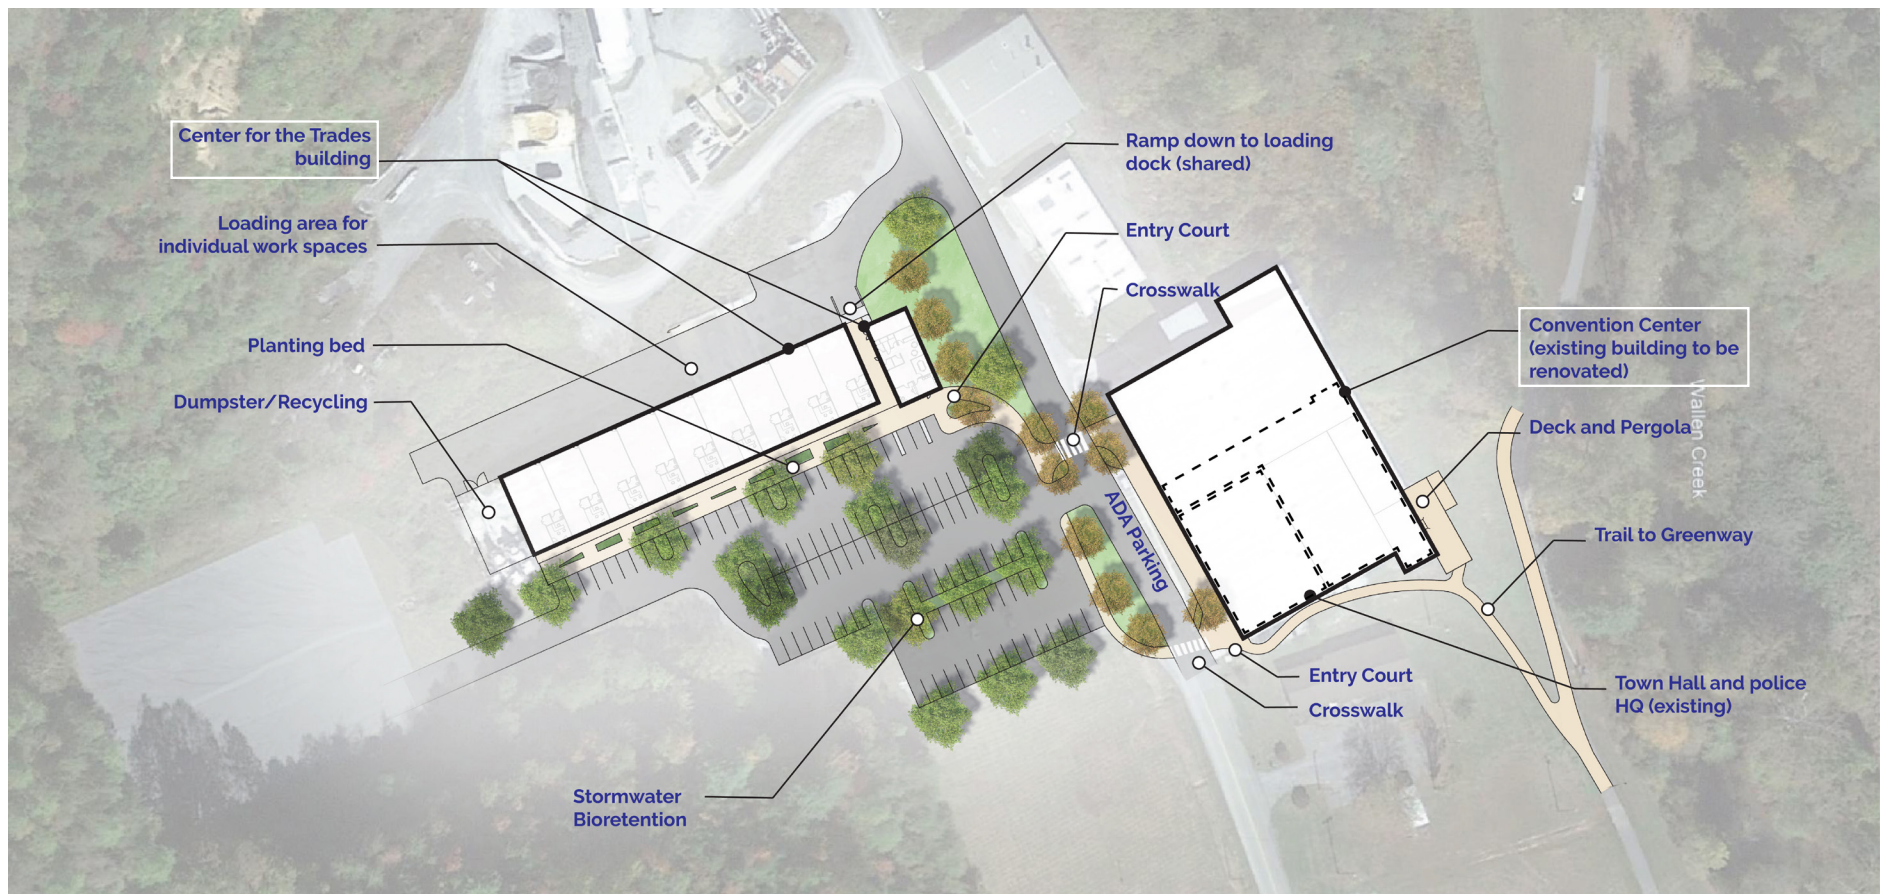 Center for the Trades
building
Loading area for
individual work spaces
Planting bed
Dumpster/Recycling
Ramp down to loading
dock (shared)
Entry Court
Crosswalk
Convention Center
(existing building to be
renovated)
Wallen Creek
Deck and Pergola
ADA Parking
Trail to Greenway
Entry Court
Crosswalk
Town Hall and police
HQ (existing)
Stormwater
Bioretention